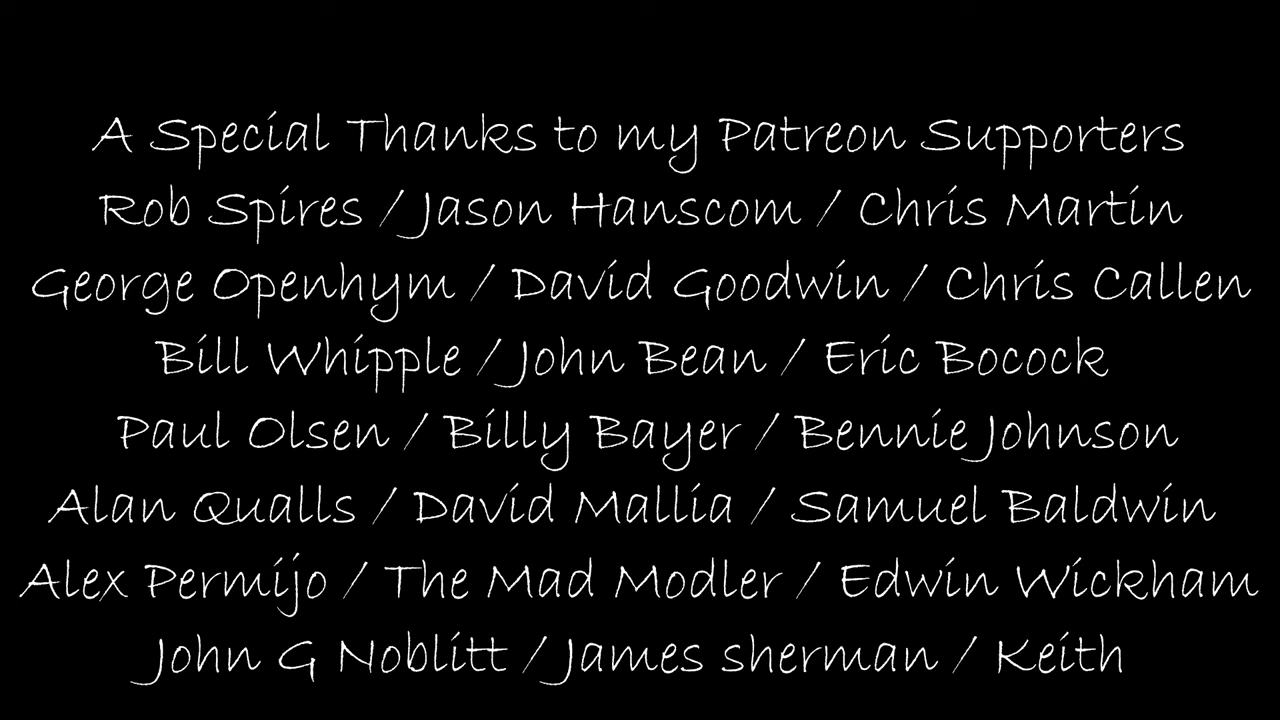 A Special Thanks to my Patreon Supporters
Rob Spires / Jason Hanscom / Chris Martin
George Openhym / David Goodwin / Chris Callen
Bill Whipple / John Bean / Eric Bocock
Paul Olsen / Billy Bayer / Bennie Johnson
Alan Qualls / David Mallia / Samuel Baldwin
Alex Permijo / The Mad Modler / Edwin Wickham
John G Noblitt / James sherman / Keith